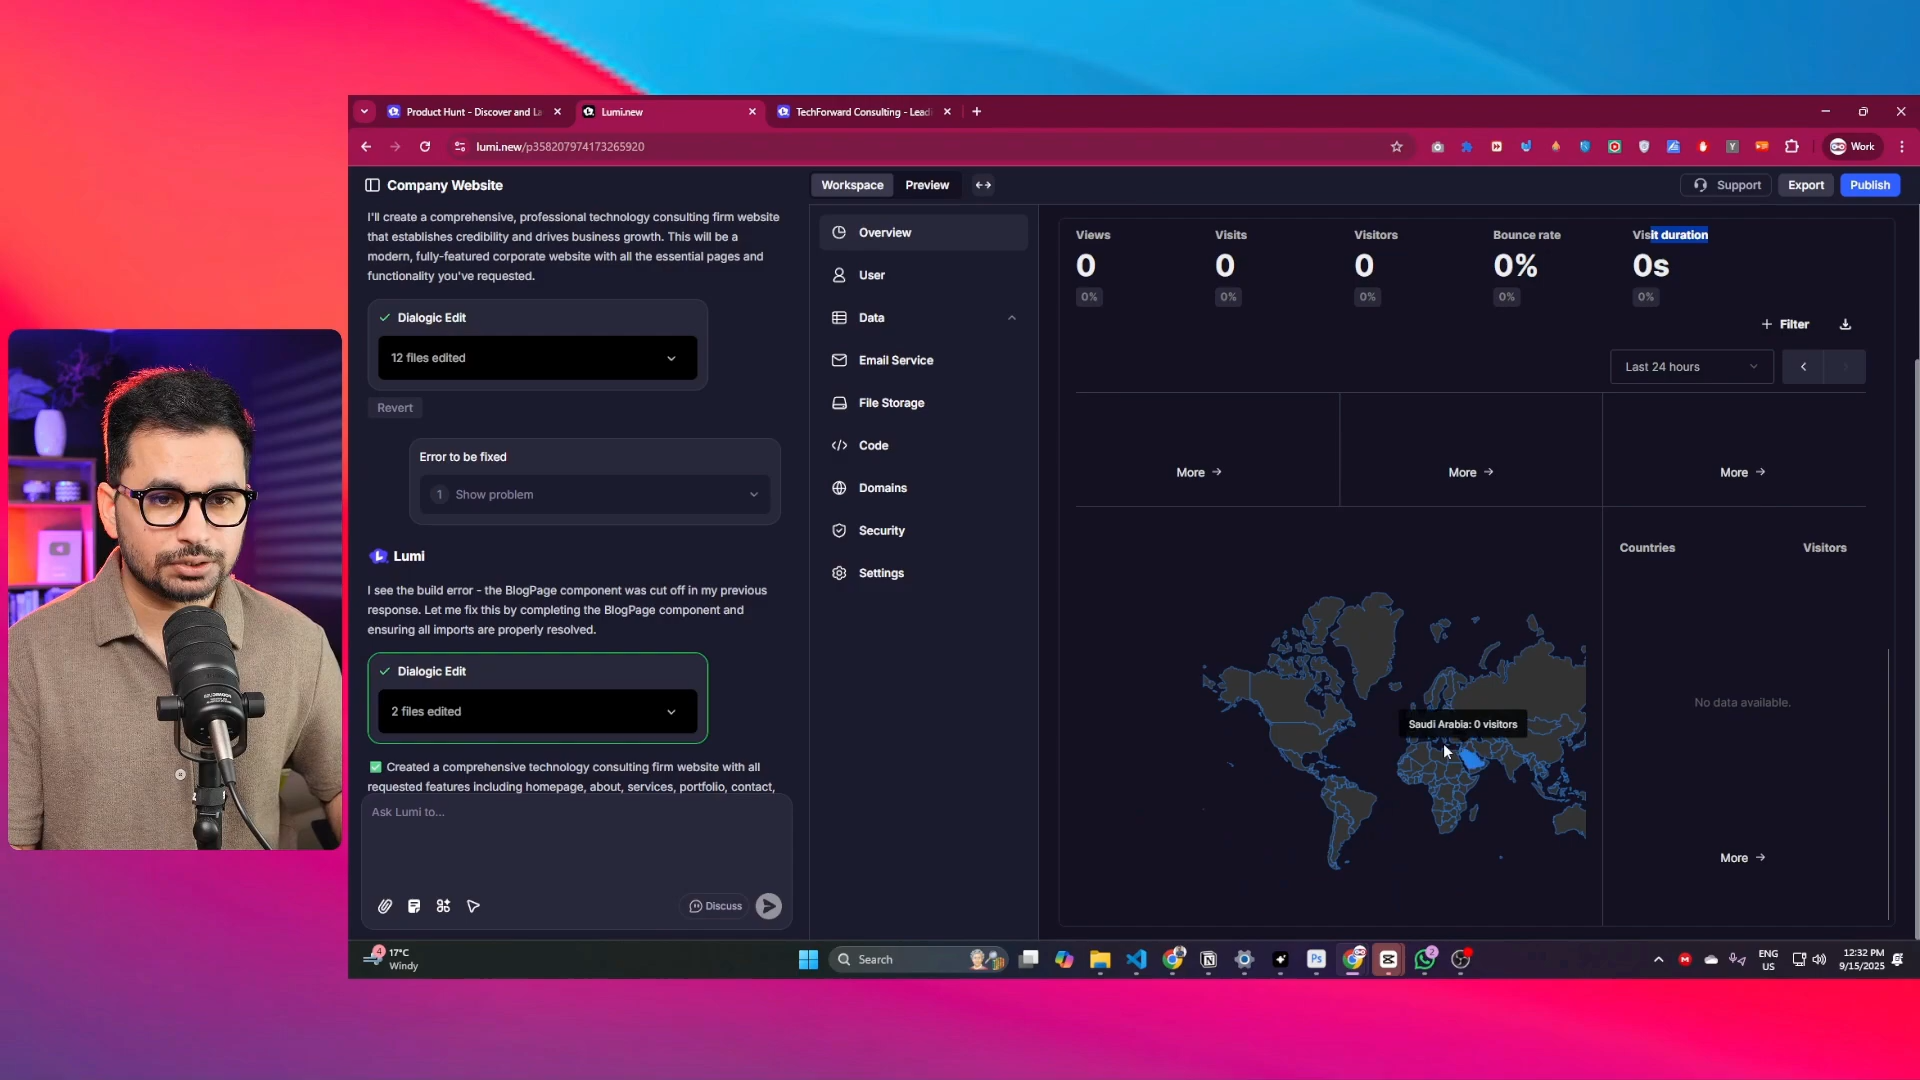 Product Hunt - Discover and La
Lumi.new
TechForward Consulting - Leadi
lumi.new/p358207974173265920
Work
Company Website
Workspace
Preview
Support
Export
Publish
I'll create a comprehensive, professional technology consulting firm website
that establishes credibility and drives business growth. This will be a
modern, fully-featured corporate website with all the essential pages and
functionality you've requested.
Dialogic Edit
12 files edited
Revert
Error to be fixed
1 Show problem
Lumi
I see the build error - the BlogPage component was cut off in my previous
response. Let me fix this by completing the BlogPage component and
ensuring all imports are properly resolved.
Dialogic Edit
2 files edited
Created a comprehensive technology consulting firm website with all
requested features including homepage, about, services, portfolio, contact,
Ask Lumi to...
Discuss
Overview
User
Data
Email Service
File Storage
Code
Domains
Security
Settings
Views
0
0%
Visits
0
0%
Visitors
0
0%
Bounce rate
0%
0%
Visit duration
0s
0%
Filter
Last 24 hours
More
More
More
Countries
Visitors
Saudi Arabia: 0 visitors
No data available.
More
4
17°C
Windy
Search
Ps
2
ENG
US
12:32 PM
9/15/2025